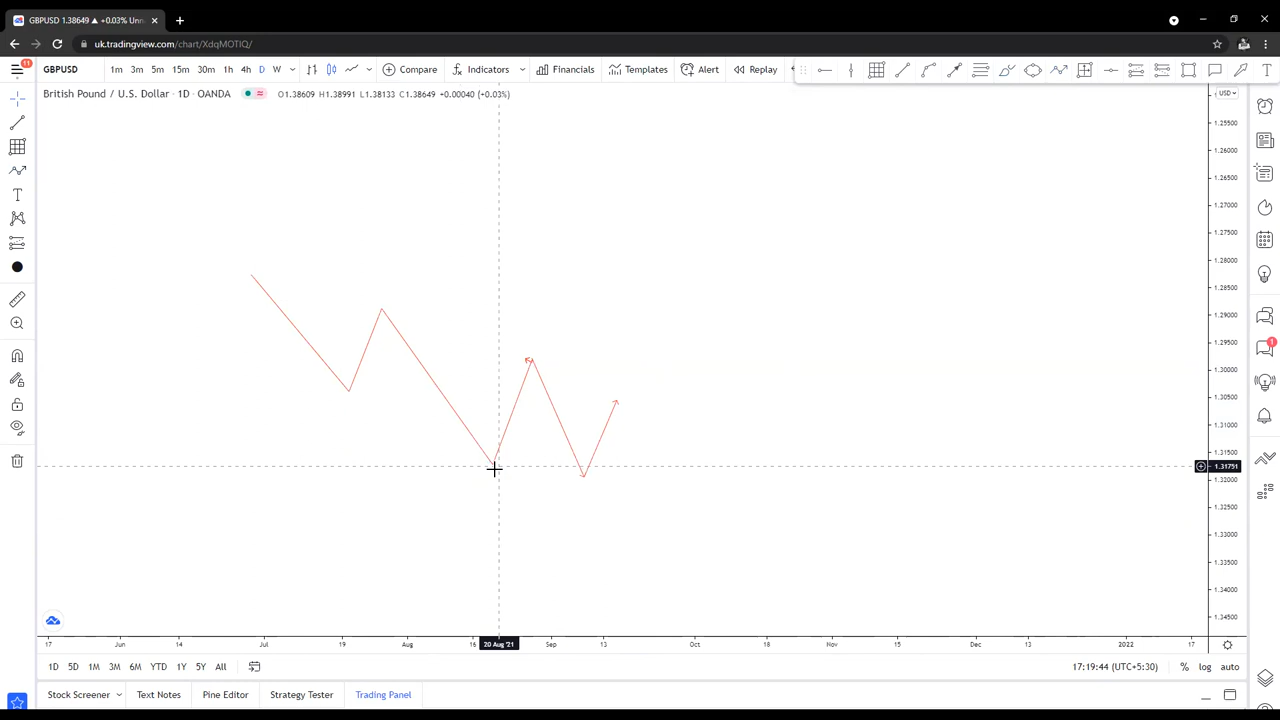 GBPUSD 1.38649 ▲ +0.03% Unn
uk.tradingview.com/chart/XdqMOTIQ/
11
GBPUSD 1m 3m 5m 15m 30m 1h 4h D W Compare Indicators Financials Templates Alert Replay
British Pound / U.S. Dollar · 1D · OANDA O1.38609 H1.38991 L1.38133 C1.38649 +0.00040 (+0.03%)
USD
1.25500
1.26000
1.26500
1.27000
1.27500
1.28000
1.28500
1.29000
1.29500
1.30000
1.30500
1.31000
1.31500
1.31751
1.32000
1.32500
1.33000
1.33500
1.34000
1.34500
1
17 Jun 14 Jul 19 Aug 16 20 Aug '21 Sep 13 Oct 18 Nov 15 Dec 13 2022 17
1D 5D 1M 3M 6M YTD 1Y 5Y All 17:19:44 (UTC+5:30) % log auto
Stock Screener Text Notes Pine Editor Strategy Tester Trading Panel